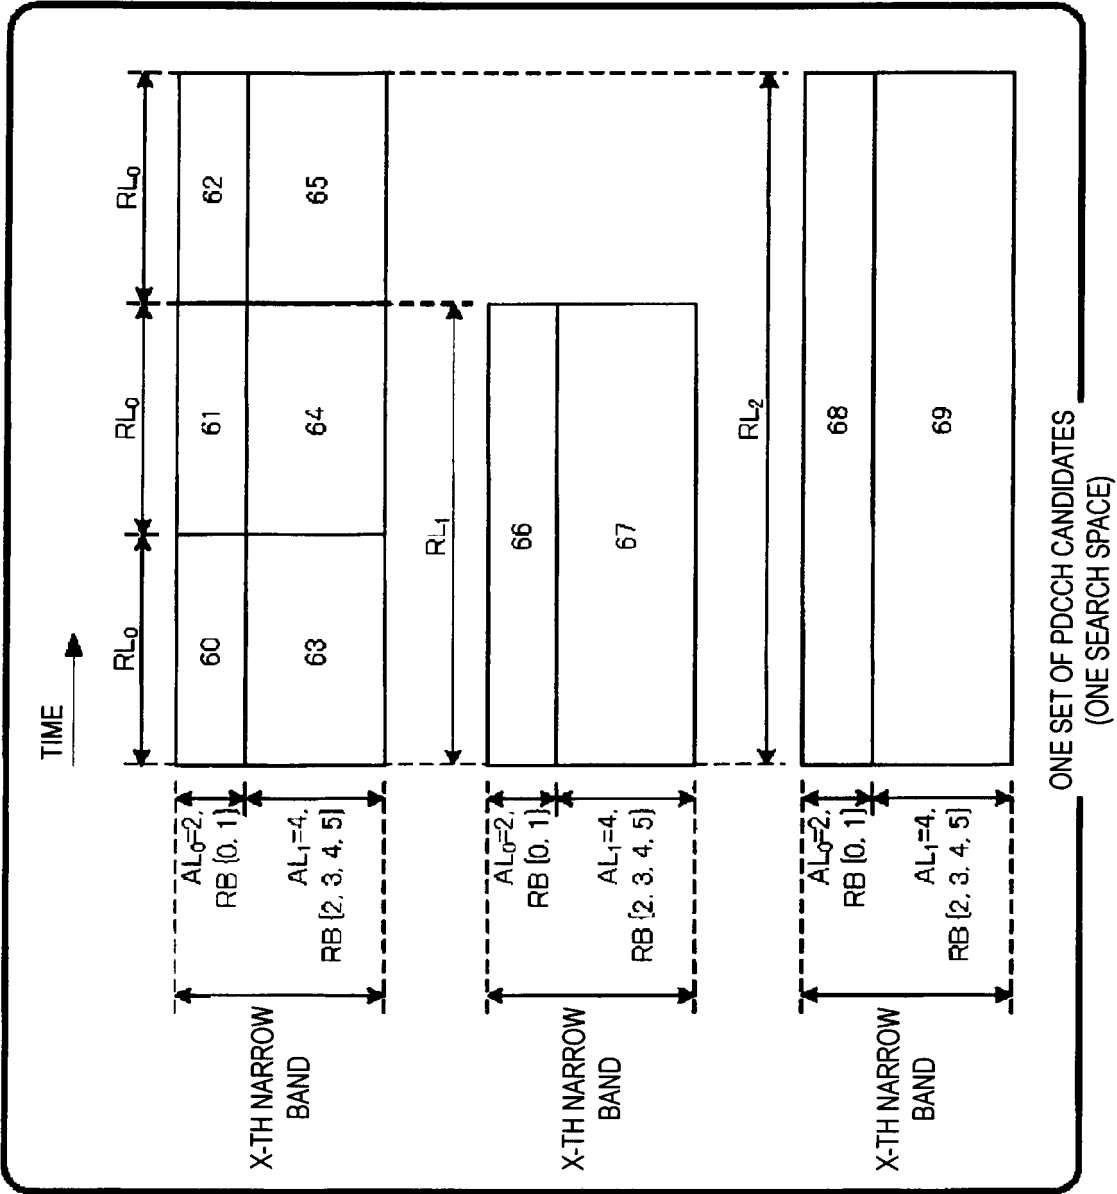 TIME
RL0
RL0
RL0
X-TH NARROW
BAND
AL0=2,
RB {0, 1}
AL1=4,
RB {2, 3, 4, 5}
60
61
62
63
64
65
RL1
X-TH NARROW
BAND
AL0=2,
RB {0, 1}
AL1=4,
RB {2, 3, 4, 5}
66
67
RL2
X-TH NARROW
BAND
AL0=2,
RB {0, 1}
AL1=4,
RB {2, 3, 4, 5}
68
69
ONE SET OF PDCCH CANDIDATES
(ONE SEARCH SPACE)